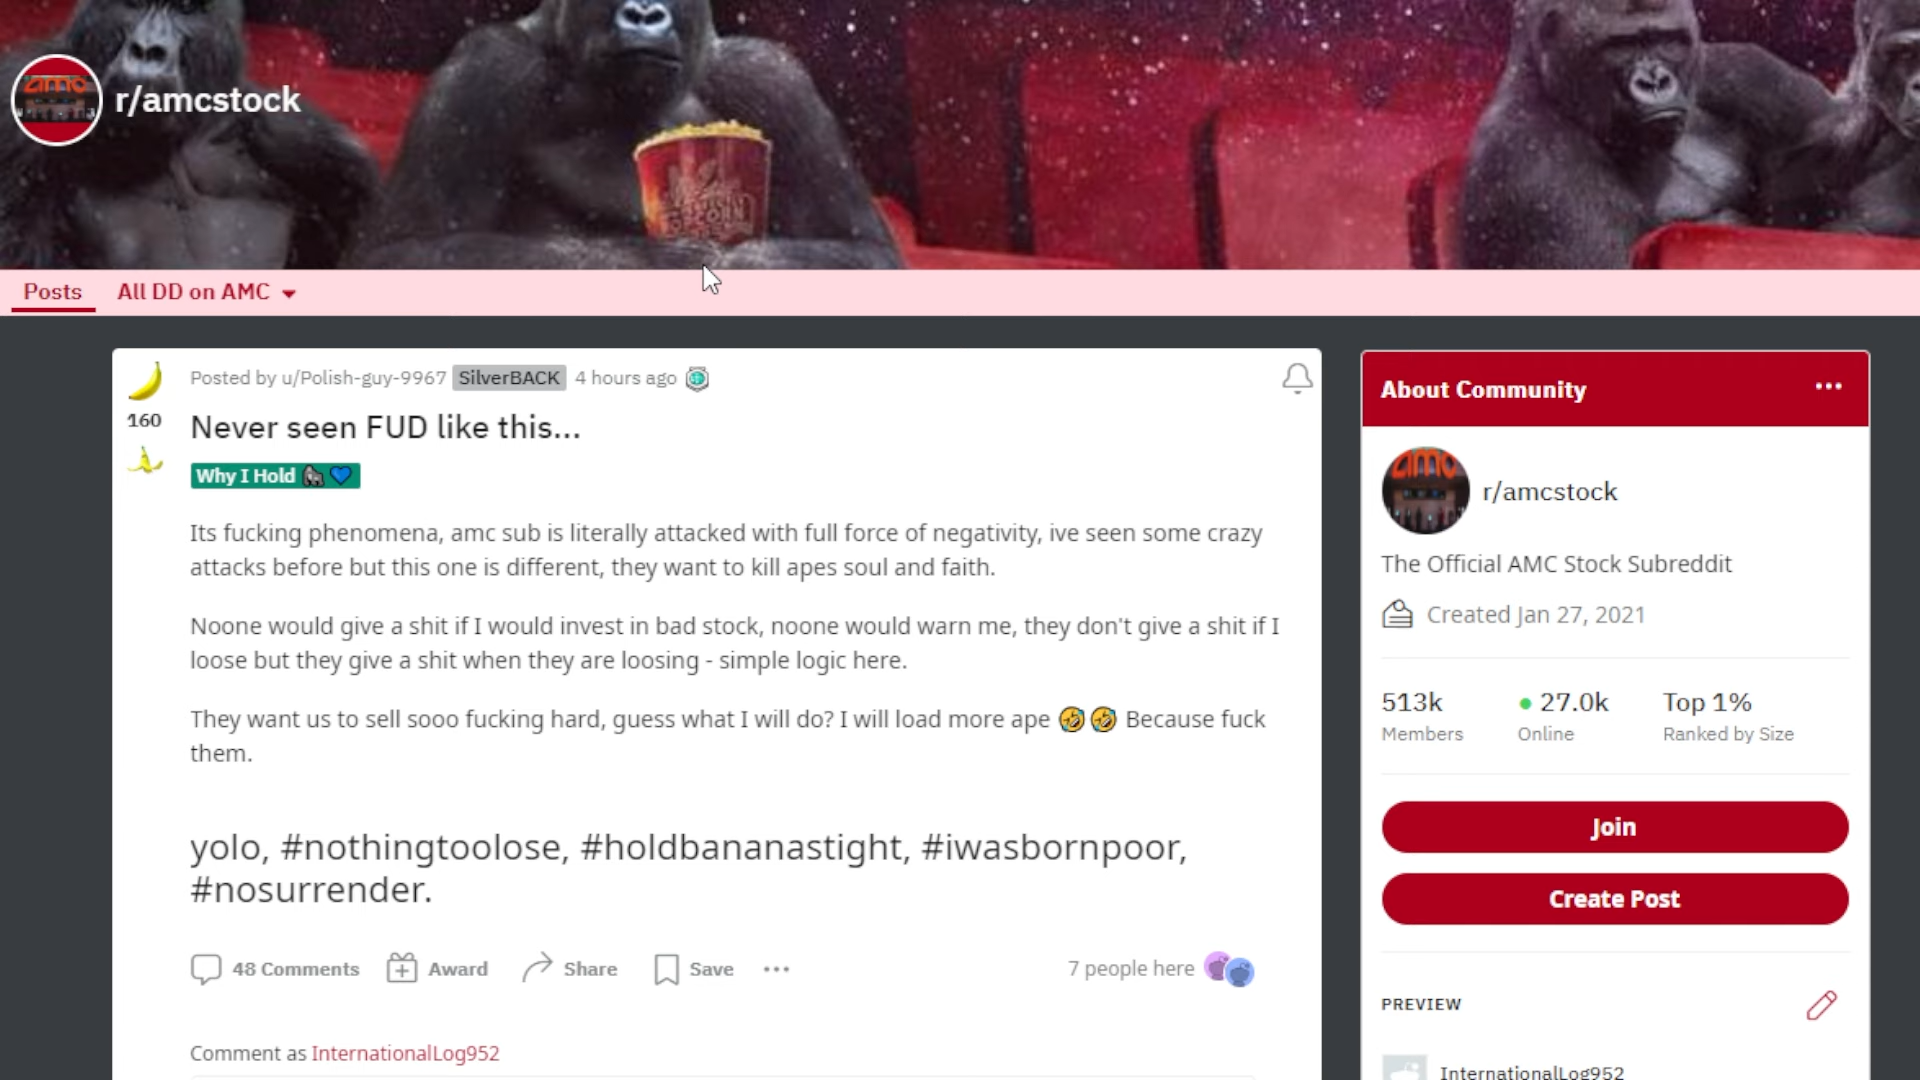 r/amcstock
Posts
All DD on AMC
Posted by u/Polish-guy-9967 SilverBACK 4 hours ago
160
Never seen FUD like this...
Why I Hold 🦍💙
Its fucking phenomena, amc sub is literally attacked with full force of negativity, ive seen some crazy
attacks before but this one is different, they want to kill apes soul and faith.
Noone would give a shit if I would invest in bad stock, noone would warn me, they don't give a shit if I
loose but they give a shit when they are loosing - simple logic here.
They want us to sell sooo fucking hard, guess what I will do? I will load more ape 🤣🤣 Because fuck
them.
yolo, #nothingtoolose, #holdbananastight, #iwasbornpoor,
#nosurrender.
48 Comments
Award
Share
Save
7 people here
Comment as InternationalLog952
About Community
amc
r/amcstock
The Official AMC Stock Subreddit
Created Jan 27, 2021
513k
27.0k
Top 1%
Members
Online
Ranked by Size
Join
Create Post
PREVIEW
InternationalLog952